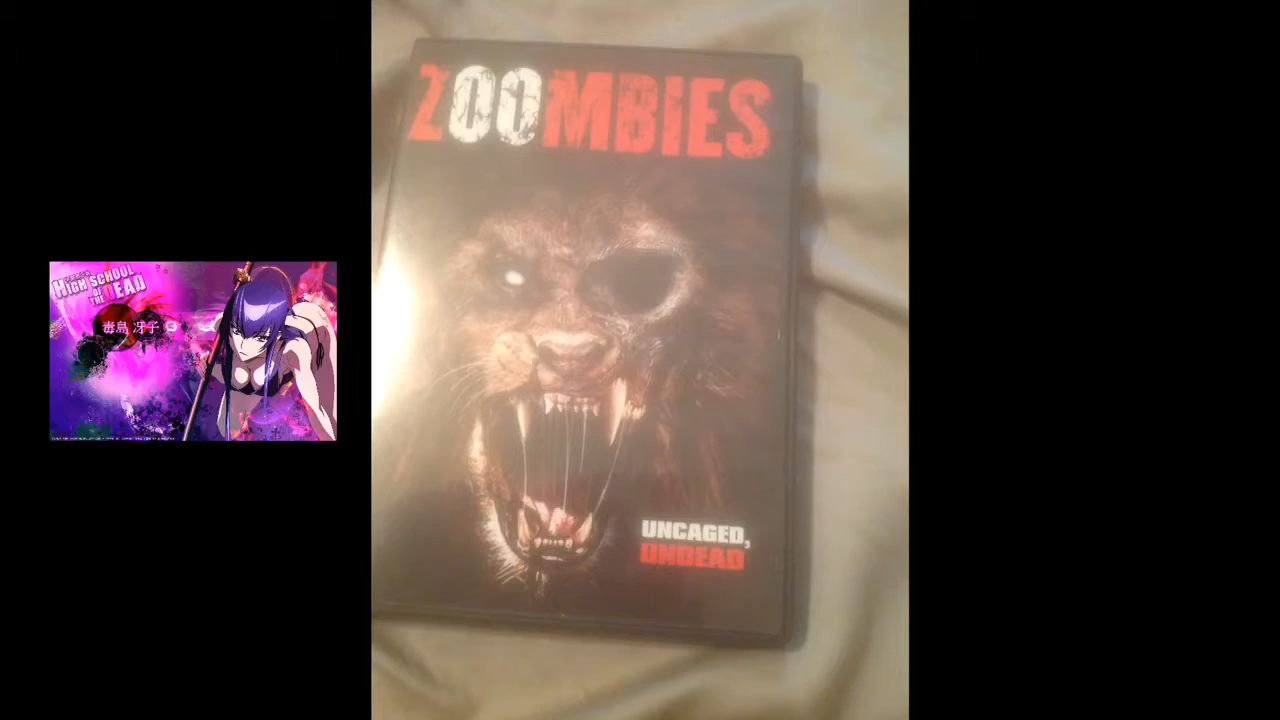 HIGH SCHOOL
OF
THE DEAD
毒島 冴子
ZOOMBIES
UNCAGED,
UNDEAD